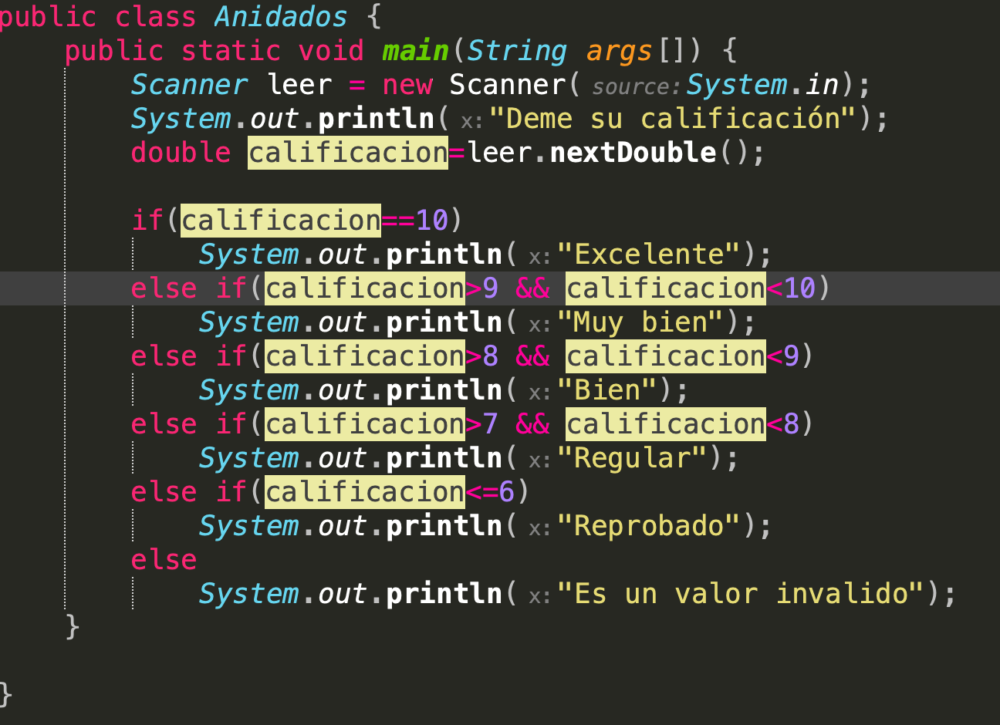 public class Anidados {
public static void main(String args[]) {
Scanner leer = new Scanner( source: System.in);
System.out.println( x: "Deme su calificación");
double calificacion=leer.nextDouble();
if(calificacion==10)
System.out.println( x: "Excelente");
else if(calificacion>9 && calificacion<10)
System.out.println( x: "Muy bien");
else if(calificacion>8 && calificacion<9)
System.out.println( x: "Bien");
else if(calificacion>7 && calificacion<8)
System.out.println( x: "Regular");
else if(calificacion<=6)
System.out.println( x: "Reprobado");
else
System.out.println( x: "Es un valor invalido");
}
}